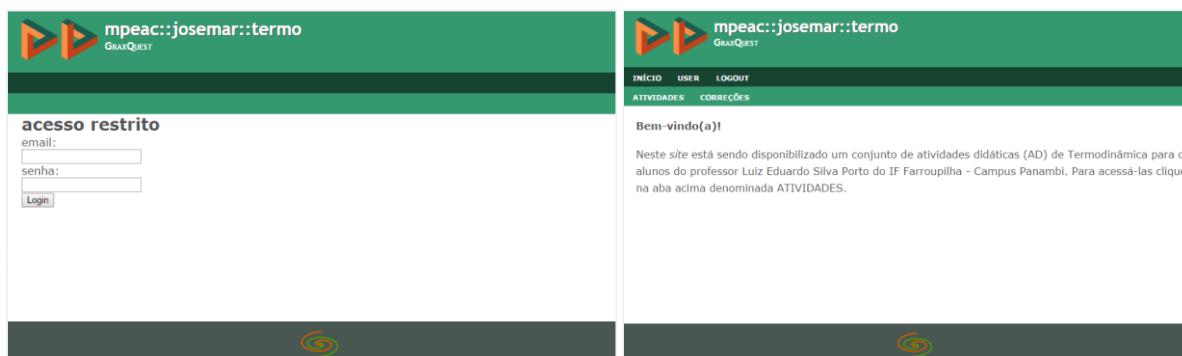 mpeac::josemar::termo
GraxQuest
acesso restrito
email:
senha:
Login
mpeac::josemar::termo
GraxQuest
INÍCIO USER LOGOUT
ATIVIDADES CORREÇÕES
Bem-vindo(a)!
Neste site está sendo disponibilizado um conjunto de atividades didáticas (AD) de Termodinâmica para
alunos do professor Luiz Eduardo Silva Porto do IF Farroupilha - Campus Panambi. Para acessá-las clique
na aba acima denominada ATIVIDADES.